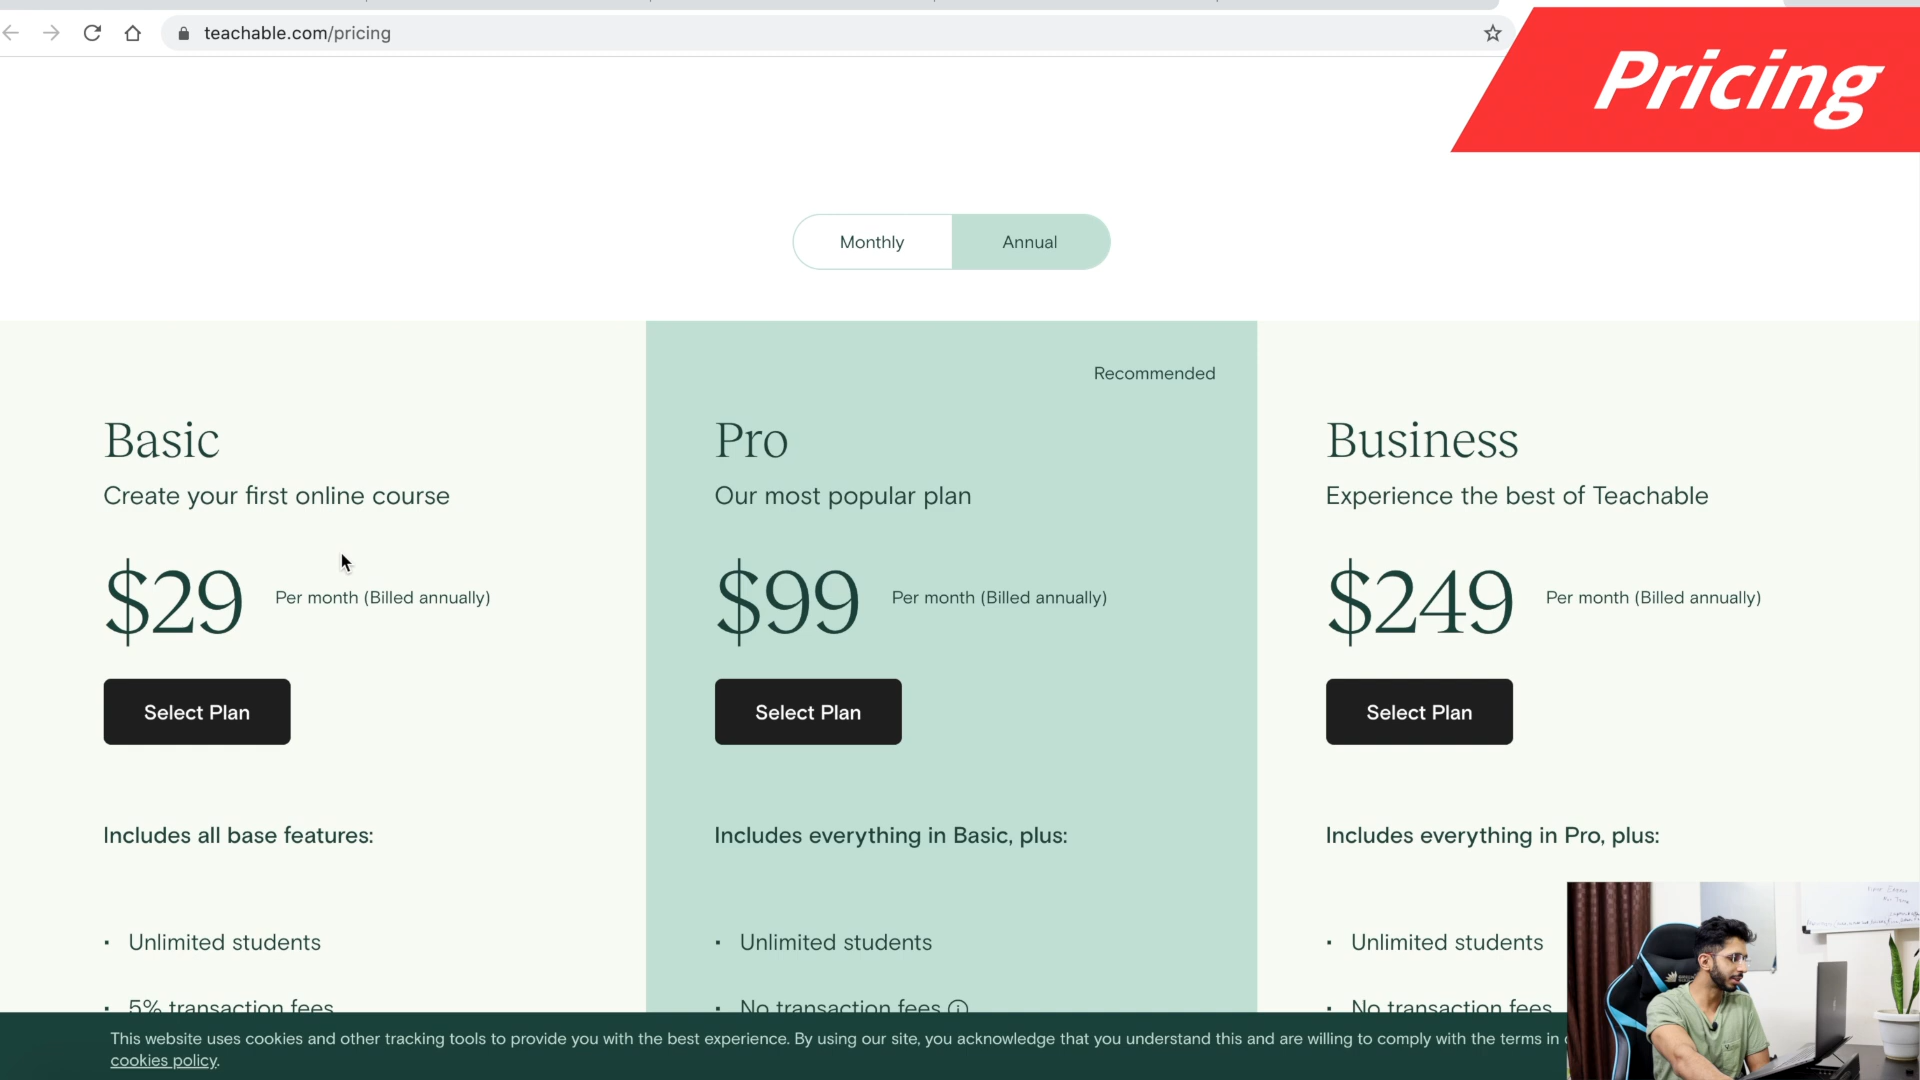 teachable.com/pricing
Pricing
Monthly
Annual
Recommended
Basic
Create your first online course
$29
Per month (Billed annually)
Select Plan
Includes all base features:
· Unlimited students
· 5% transaction fees
Pro
Our most popular plan
$99
Per month (Billed annually)
Select Plan
Includes everything in Basic, plus:
· Unlimited students
· No transaction fees
Business
Experience the best of Teachable
$249
Per month (Billed annually)
Select Plan
Includes everything in Pro, plus:
· Unlimited students
· No transaction fees
This website uses cookies and other tracking tools to provide you with the best experience. By using our site, you acknowledge that you understand this and are willing to comply with the terms in
cookies policy.